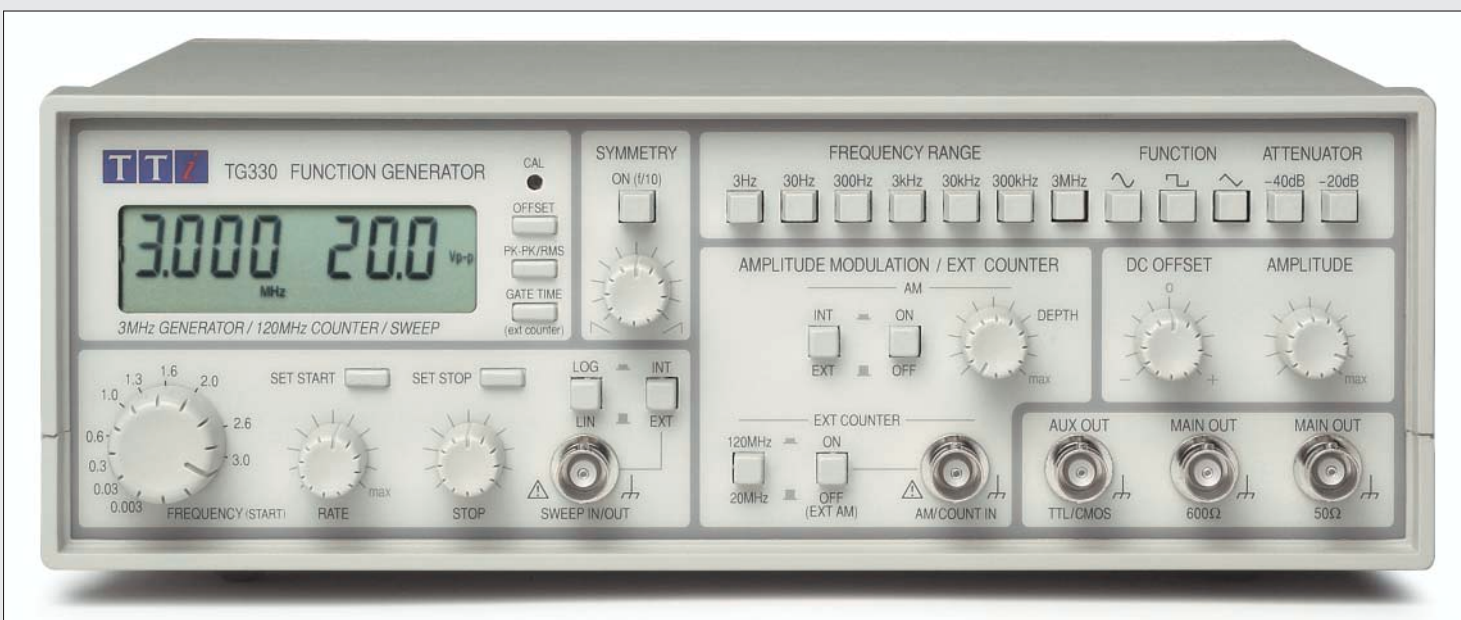 TTi TG330 FUNCTION GENERATOR
CAL
OFFSET
PK-PK/RMS
GATE TIME
(ext counter)
3.000 20.0 Vp-p
MHz
3MHz GENERATOR / 120MHz COUNTER / SWEEP
SYMMETRY
ON (f/10)
FREQUENCY RANGE
3Hz 30Hz 300Hz 3kHz 30kHz 300kHz 3MHz
FUNCTION
ATTENUATOR
−40dB −20dB
AMPLITUDE MODULATION / EXT COUNTER
AM
INT ON
EXT OFF
DEPTH
max
DC OFFSET
0
− +
AMPLITUDE
max
SET START SET STOP
0.003 0.03 0.3 0.6 1.0 1.3 1.6 2.0 2.6 3.0
FREQUENCY (START)
RATE
max
STOP
LOG INT
LIN EXT
SWEEP IN/OUT
EXT COUNTER
120MHz ON
20MHz OFF
(EXT AM)
AM/COUNT IN
AUX OUT MAIN OUT MAIN OUT
TTL/CMOS 600Ω 50Ω